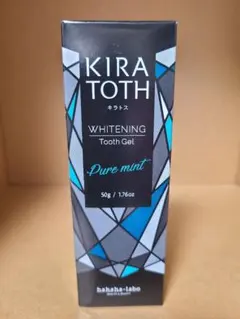 KIRA
TOTH
キラトス
WHITENING
Tooth Gel
Pure mint
50g / 1.76oz
hahaha-labo